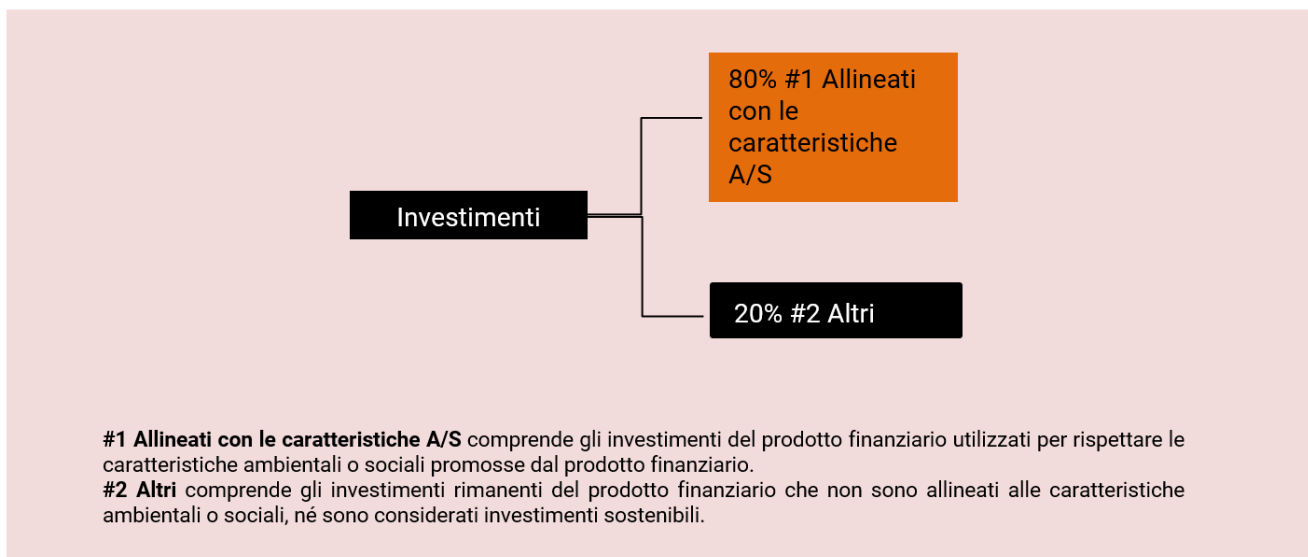 80% #1 Allineati
con le
caratteristiche
A/S
Investimenti
20% #2 Altri
#1 Allineati con le caratteristiche A/S comprende gli investimenti del prodotto finanziario utilizzati per rispettare le
caratteristiche ambientali o sociali promosse dal prodotto finanziario.
#2 Altri comprende gli investimenti rimanenti del prodotto finanziario che non sono allineati alle caratteristiche
ambientali o sociali, né sono considerati investimenti sostenibili.